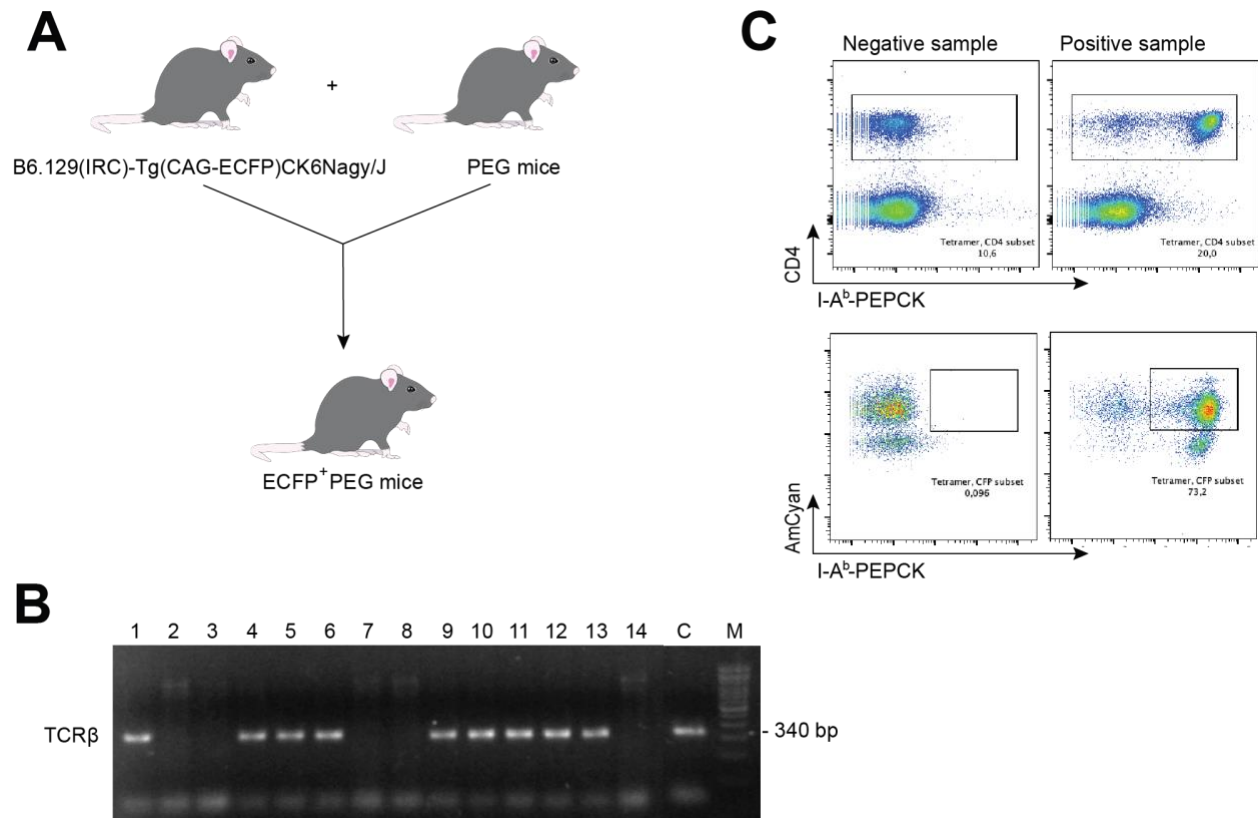 A
+
B6.129(IRC)-Tg(CAG-ECFP)CK6Nagy/J
PEG mice
ECFP+PEG mice
B
1 2 3 4 5 6 7 8 9 10 11 12 13 14 C M
TCRβ
- 340 bp
C
Negative sample
Positive sample
Tetramer, CD4 subset
10,6
Tetramer, CD4 subset
20,0
CD4
I-Ab-PEPCK
Tetramer, CFP subset
0,096
Tetramer, CFP subset
73,2
AmCyan
I-Ab-PEPCK